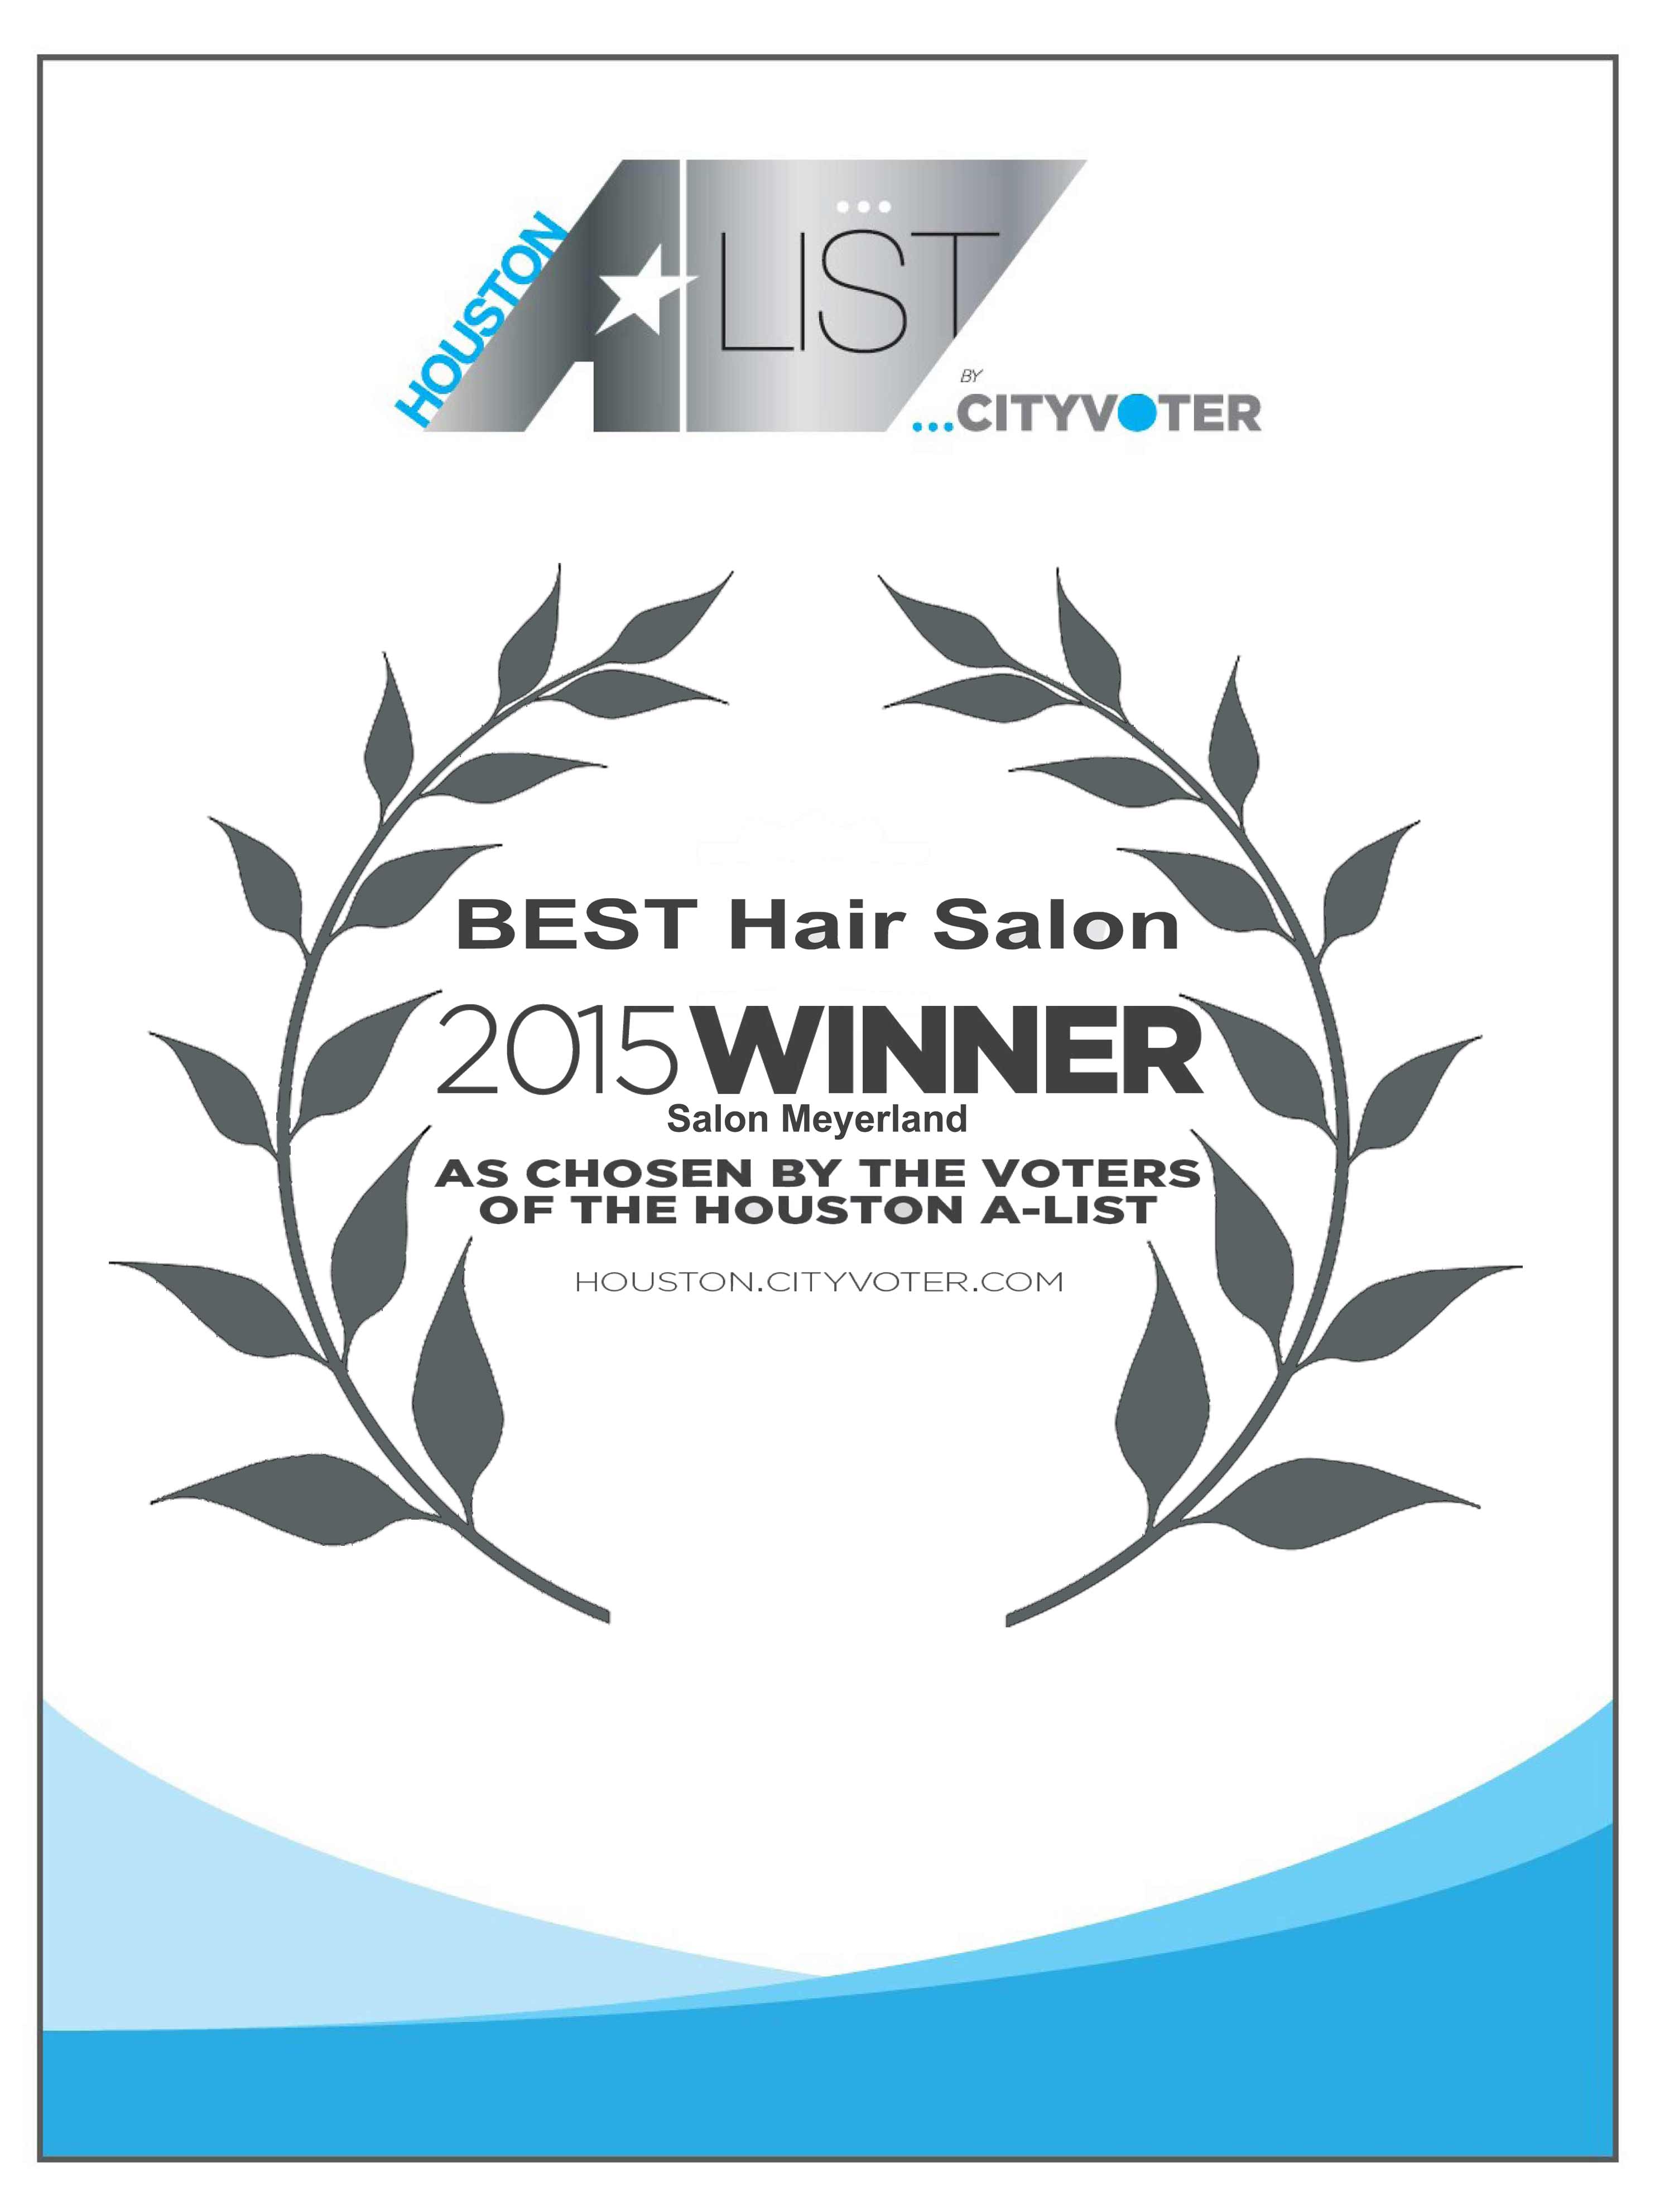 HOUSTON
A LIST
BY
...CITYVOTER
BEST Hair Salon
2015 WINNER
Salon Meyerland
AS CHOSEN BY THE VOTERS
OF THE HOUSTON A-LIST
HOUSTON.CITYVOTER.COM